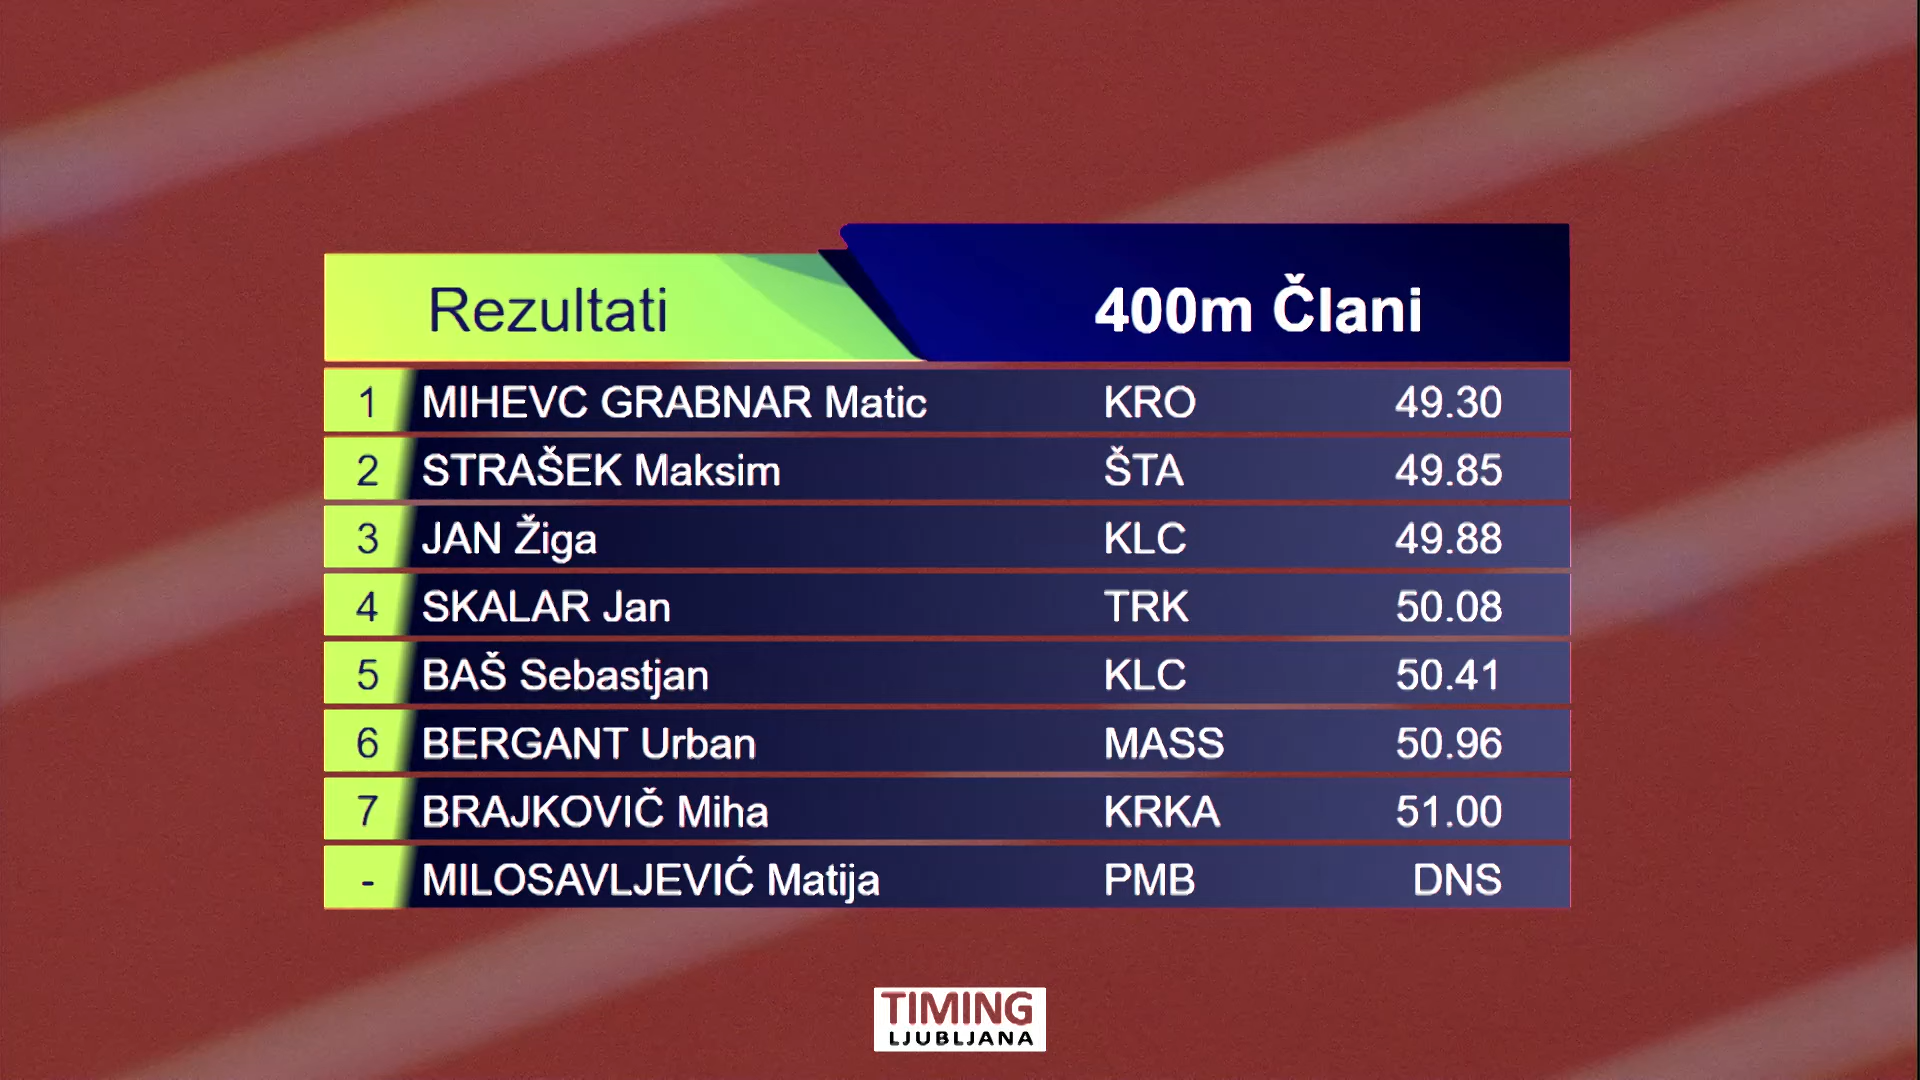 Rezultati 400m Člani
1 MIHEVC GRABNAR Matic KRO 49.30
2 STRAŠEK Maksim ŠTA 49.85
3 JAN Žiga KLC 49.88
4 SKALAR Jan TRK 50.08
5 BAŠ Sebastjan KLC 50.41
6 BERGANT Urban MASS 50.96
7 BRAJKOVIČ Miha KRKA 51.00
- MILOSAVLJEVIĆ Matija PMB DNS
TIMING
LJUBLJANA